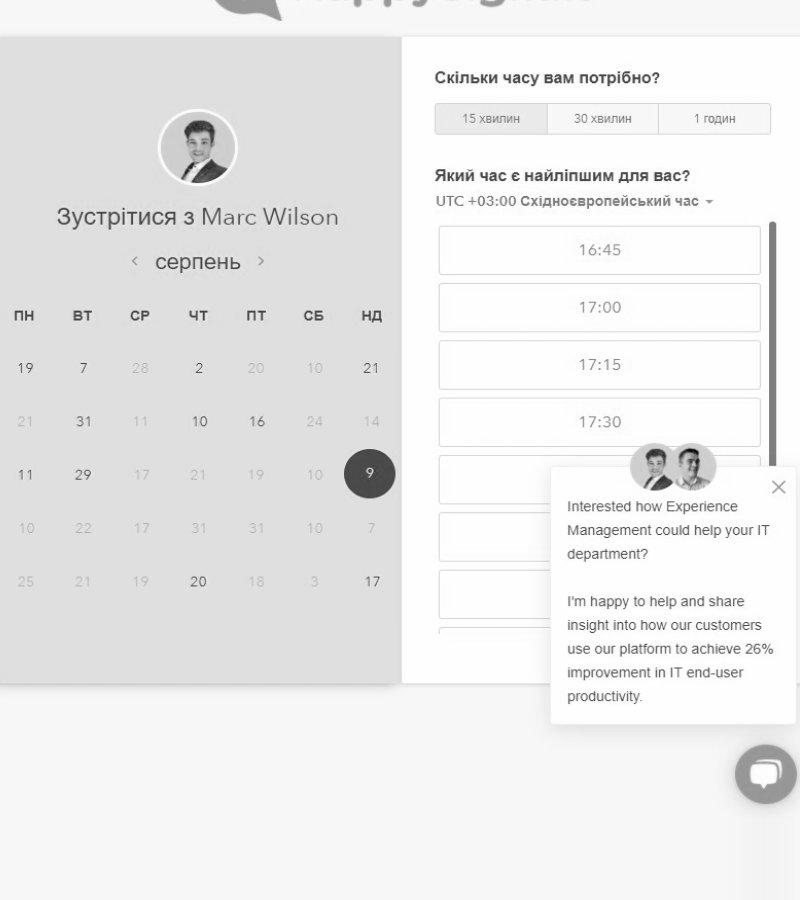 Скільки часу вам потрібно?
15 хвилин 30 хвилин 1 годин
Який час є найліпшим для вас?
UTC +03:00 Східноєвропейський час
16:45
17:00
17:15
17:30
Зустрітися з Marc Wilson
серпень
ПН ВТ СР ЧТ ПТ СБ НД
19 7 28 2 20 10 21
21 31 11 10 16 24 14
11 29 17 21 19 10 9
10 22 17 31 31 10 7
25 21 19 20 18 3 17
Interested how Experience
Management could help your IT
department?
I'm happy to help and share
insight into how our customers
use our platform to achieve 26%
improvement in IT end-user
productivity.